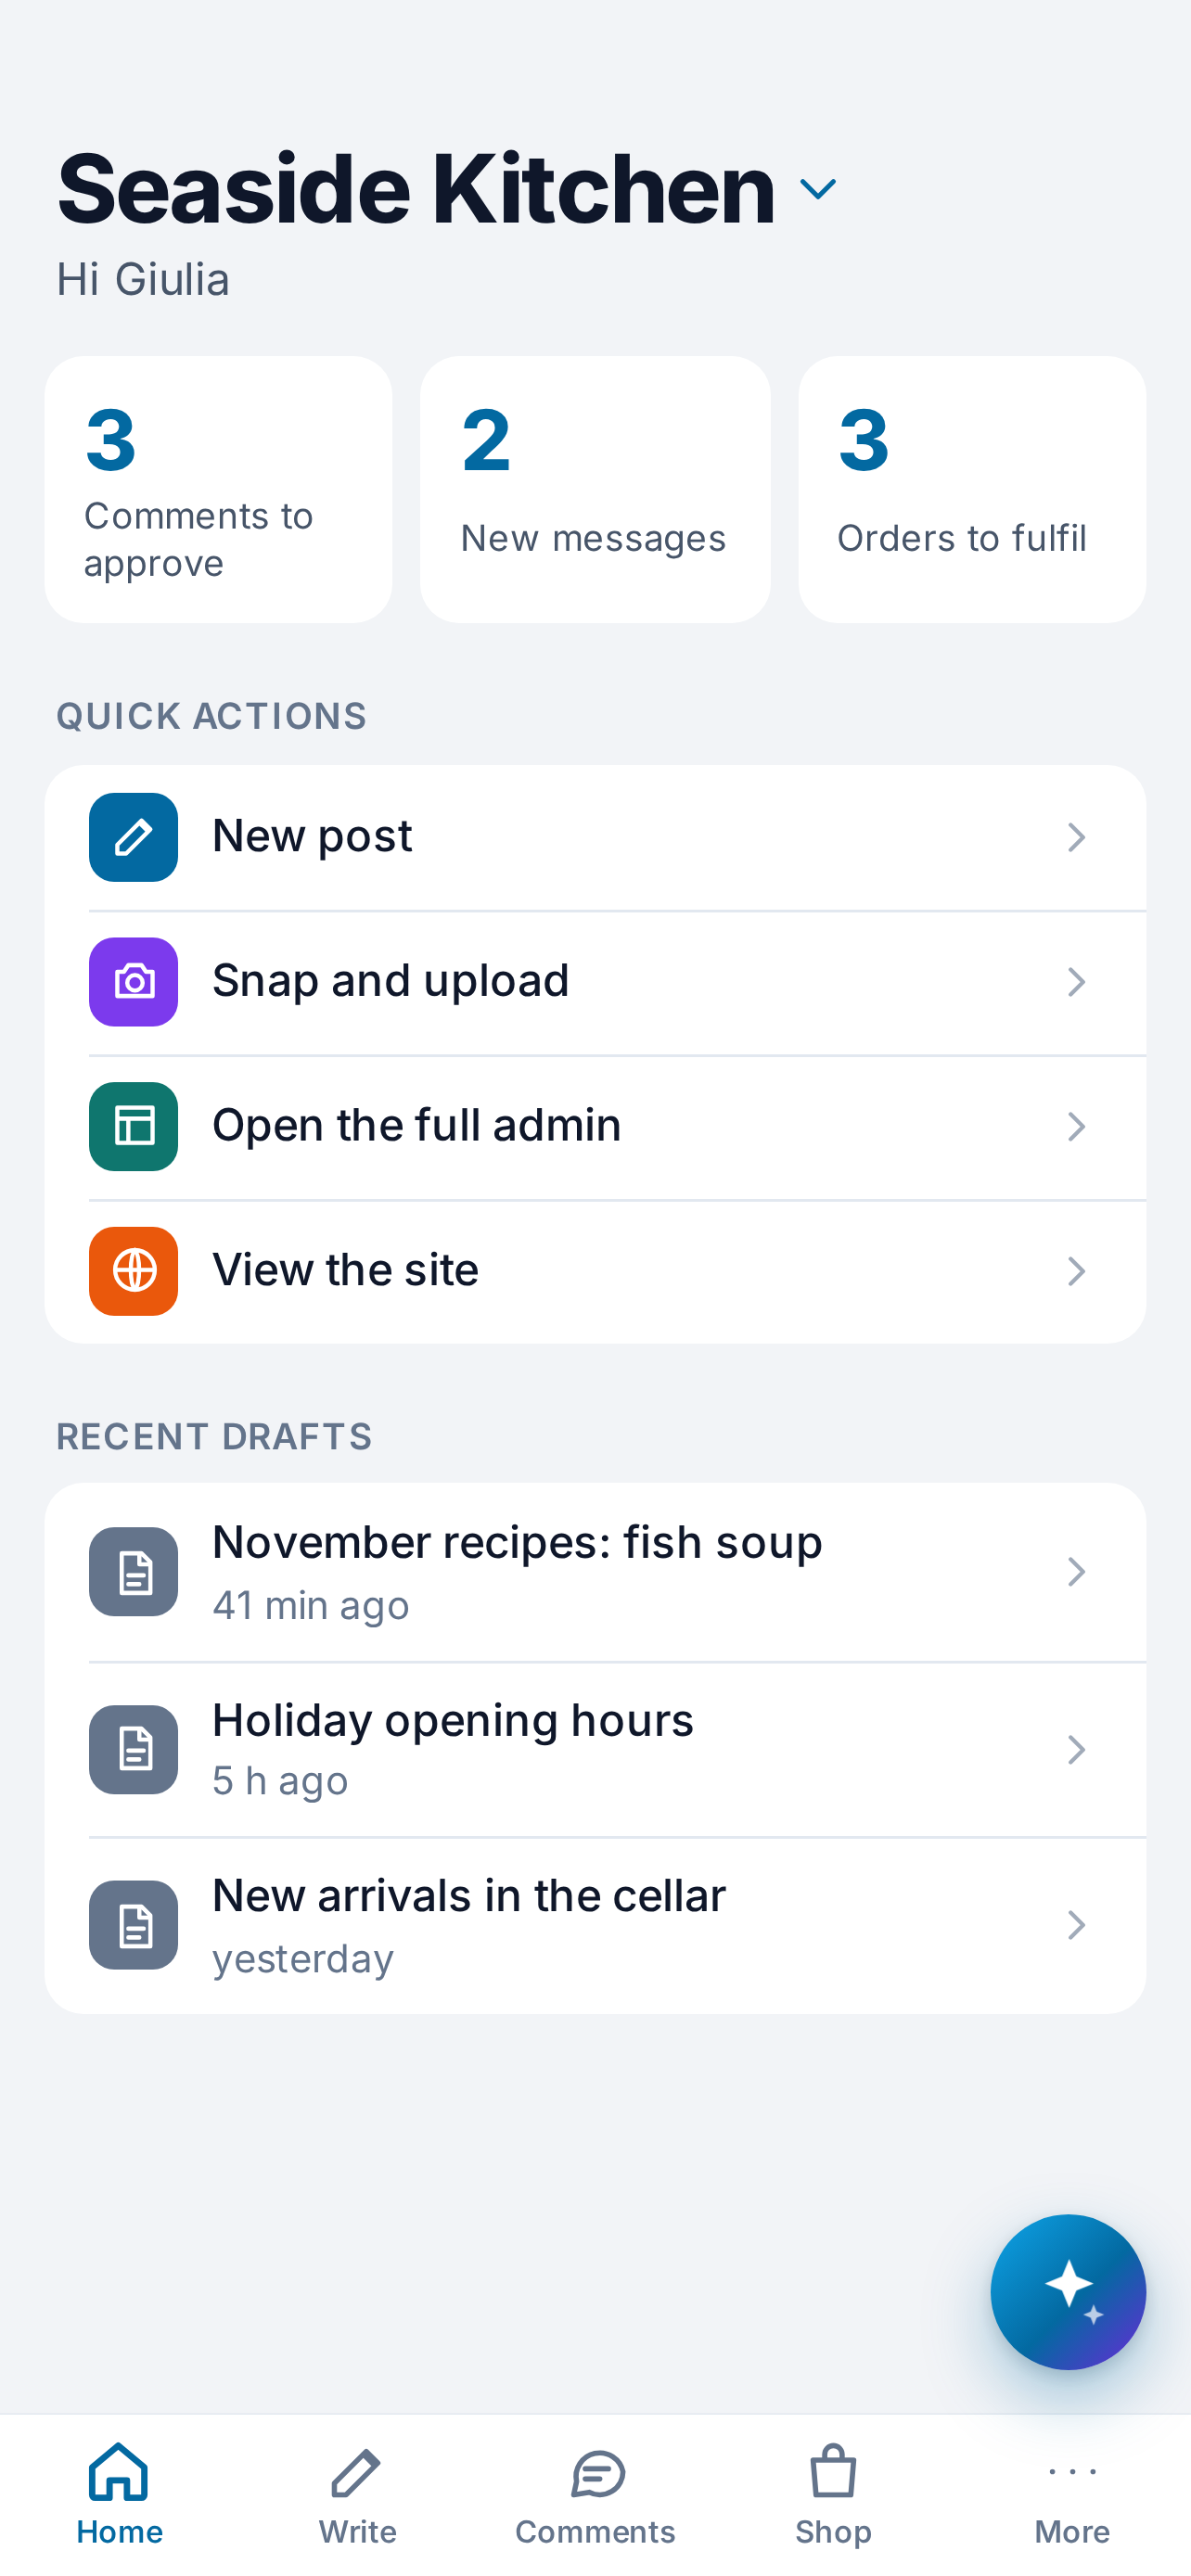 Seaside Kitchen
Hi Giulia
3
Comments to
approve
2
New messages
3
Orders to fulfil
QUICK ACTIONS
New post
Snap and upload
Open the full admin
View the site
RECENT DRAFTS
November recipes: fish soup
41 min ago
Holiday opening hours
5 h ago
New arrivals in the cellar
yesterday
Home
Write
Comments
Shop
More